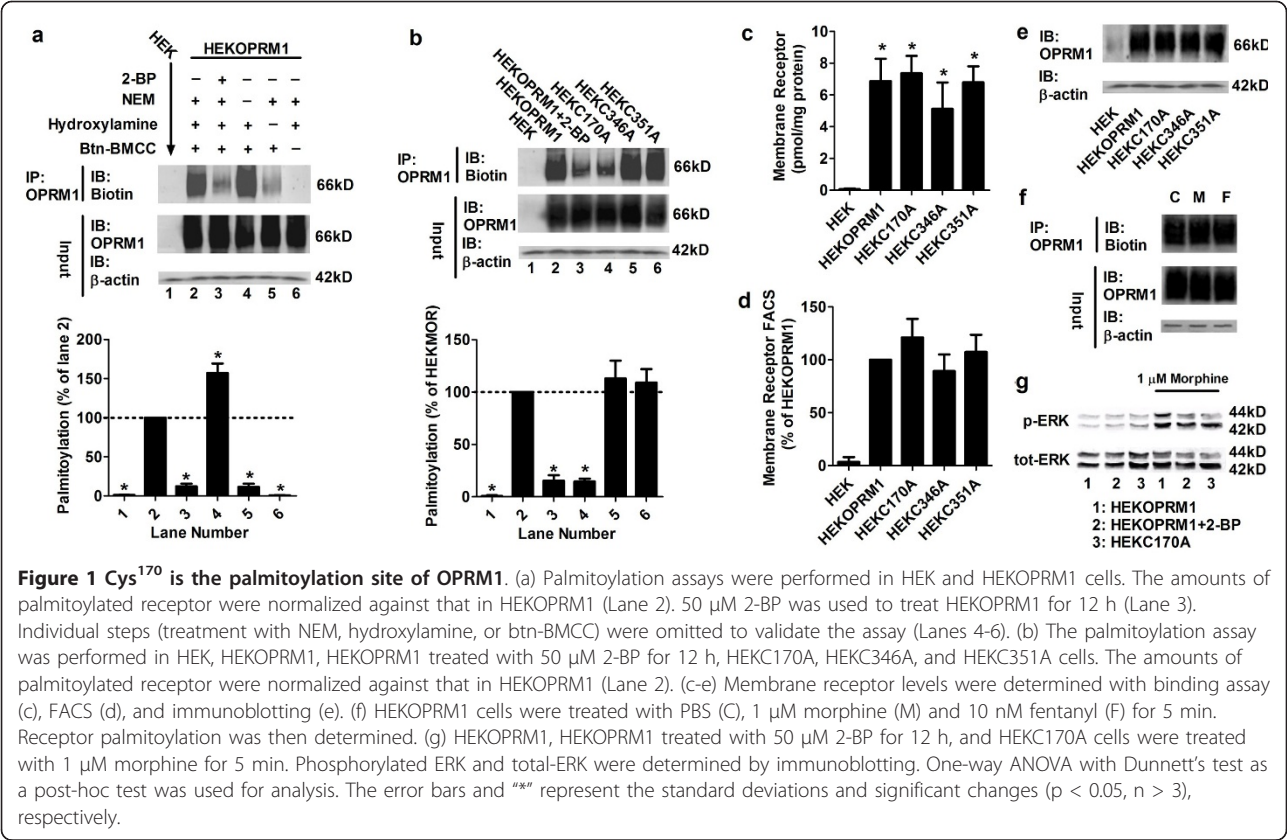 a
HEK
HEKOPRM1
2-BP – + – – –
NEM + + – + +
Hydroxylamine + + + – +
Btn-BMCC + + + + –
IP: OPRM1
IB: Biotin
66kD
Input
IB: OPRM1
66kD
IB: β-actin
42kD
1 2 3 4 5 6
Palmitoylation (% of lane 2)
200
150
100
50
0
* * * * *
1 2 3 4 5 6
Lane Number
b
HEK
HEKOPRM1
HEKOPRM1+2-BP
HEKC170A
HEKC346A
HEKC351A
IP: OPRM1
IB: Biotin
66kD
Input
IB: OPRM1
66kD
IB: β-actin
42kD
1 2 3 4 5 6
Palmitoylation (% of HEKMOR)
150
100
50
0
* * *
1 2 3 4 5 6
Lane Number
c
Membrane Receptor
(pmol/mg protein)
10
8
6
4
2
0
* * * *
HEK
HEKOPRM1
HEKC170A
HEKC346A
HEKC351A
d
Membrane Receptor FACS
(% of HEKOPRM1)
150
100
50
0
HEK
HEKOPRM1
HEKC170A
HEKC346A
HEKC351A
e
IB: OPRM1
66kD
IB: β-actin
42kD
HEK
HEKOPRM1
HEKC170A
HEKC346A
HEKC351A
f
C M F
IP: OPRM1
IB: Biotin
Input
IB: OPRM1
IB: β-actin
g
1 μM Morphine
p-ERK
44kD
42kD
tot-ERK
44kD
42kD
1 2 3 1 2 3
1: HEKOPRM1
2: HEKOPRM1+2-BP
3: HEKC170A
Figure 1 Cys¹⁷⁰ is the palmitoylation site of OPRM1. (a) Palmitoylation assays were performed in HEK and HEKOPRM1 cells. The amounts of
palmitoylated receptor were normalized against that in HEKOPRM1 (Lane 2). 50 μM 2-BP was used to treat HEKOPRM1 for 12 h (Lane 3).
Individual steps (treatment with NEM, hydroxylamine, or btn-BMCC) were omitted to validate the assay (Lanes 4-6). (b) The palmitoylation assay
was performed in HEK, HEKOPRM1, HEKOPRM1 treated with 50 μM 2-BP for 12 h, HEKC170A, HEKC346A, and HEKC351A cells. The amounts of
palmitoylated receptor were normalized against that in HEKOPRM1 (Lane 2). (c-e) Membrane receptor levels were determined with binding assay
(c), FACS (d), and immunoblotting (e). (f) HEKOPRM1 cells were treated with PBS (C), 1 μM morphine (M) and 10 nM fentanyl (F) for 5 min.
Receptor palmitoylation was then determined. (g) HEKOPRM1, HEKOPRM1 treated with 50 μM 2-BP for 12 h, and HEKC170A cells were treated
with 1 μM morphine for 5 min. Phosphorylated ERK and total-ERK were determined by immunoblotting. One-way ANOVA with Dunnett's test as
a post-hoc test was used for analysis. The error bars and "*" represent the standard deviations and significant changes (p < 0.05, n > 3),
respectively.